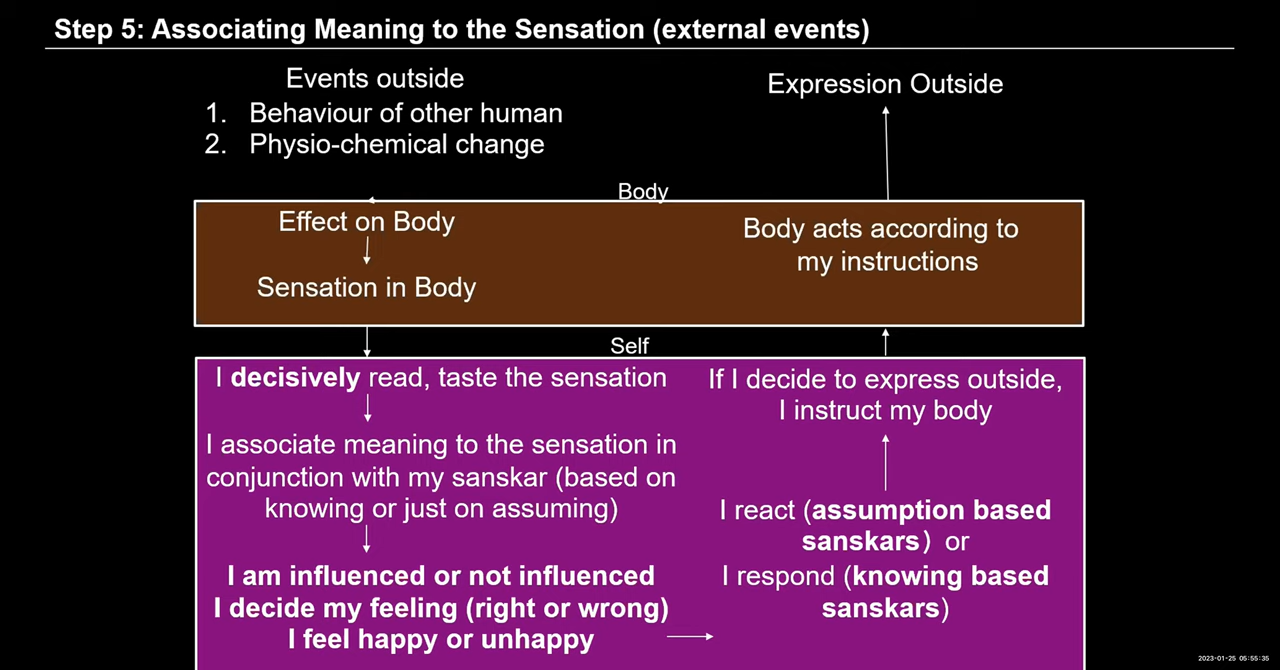 Step 5: Associating Meaning to the Sensation (external events)
Events outside
1. Behaviour of other human
2. Physio-chemical change
Expression Outside
Body
Effect on Body
Sensation in Body
Body acts according to
my instructions
Self
I decisively read, taste the sensation
I associate meaning to the sensation in
conjunction with my sanskar (based on
knowing or just on assuming)
I am influenced or not influenced
I decide my feeling (right or wrong)
I feel happy or unhappy
If I decide to express outside,
I instruct my body
I react (assumption based
sanskars) or
I respond (knowing based
sanskars)
2023-01-25 05:55:35